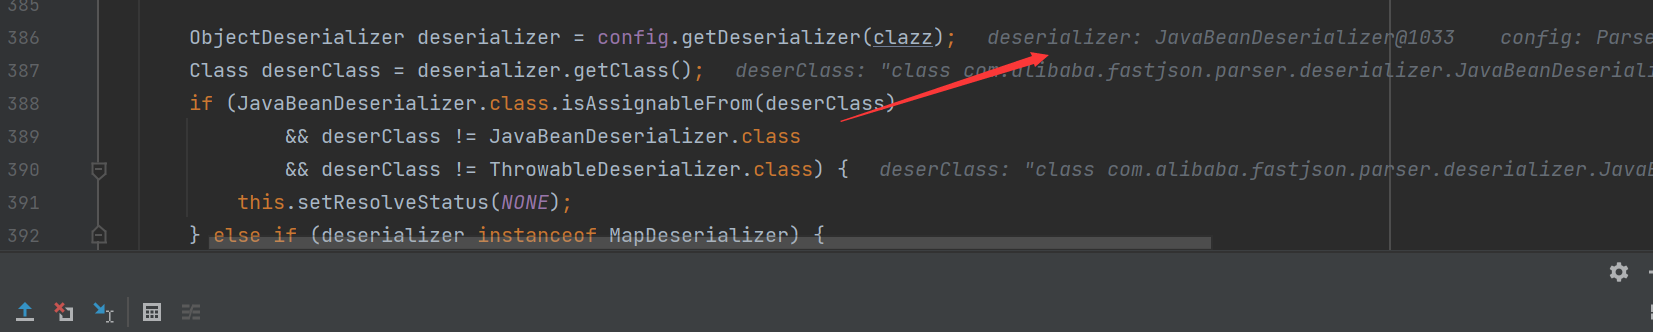 385
386 ObjectDeserializer deserializer = config.getDeserializer(clazz); deserializer: JavaBeanDeserializer@1033 config: Parse
387 Class deserClass = deserializer.getClass(); deserClass: "class com.alibaba.fastjson.parser.deserializer.JavaBeanDeseriali
388 if (JavaBeanDeserializer.class.isAssignableFrom(deserClass)
389 && deserClass != JavaBeanDeserializer.class
390 && deserClass != ThrowableDeserializer.class) { deserClass: "class com.alibaba.fastjson.parser.deserializer.JavaB
391 this.setResolveStatus(NONE);
392 } else if (deserializer instanceof MapDeserializer) {